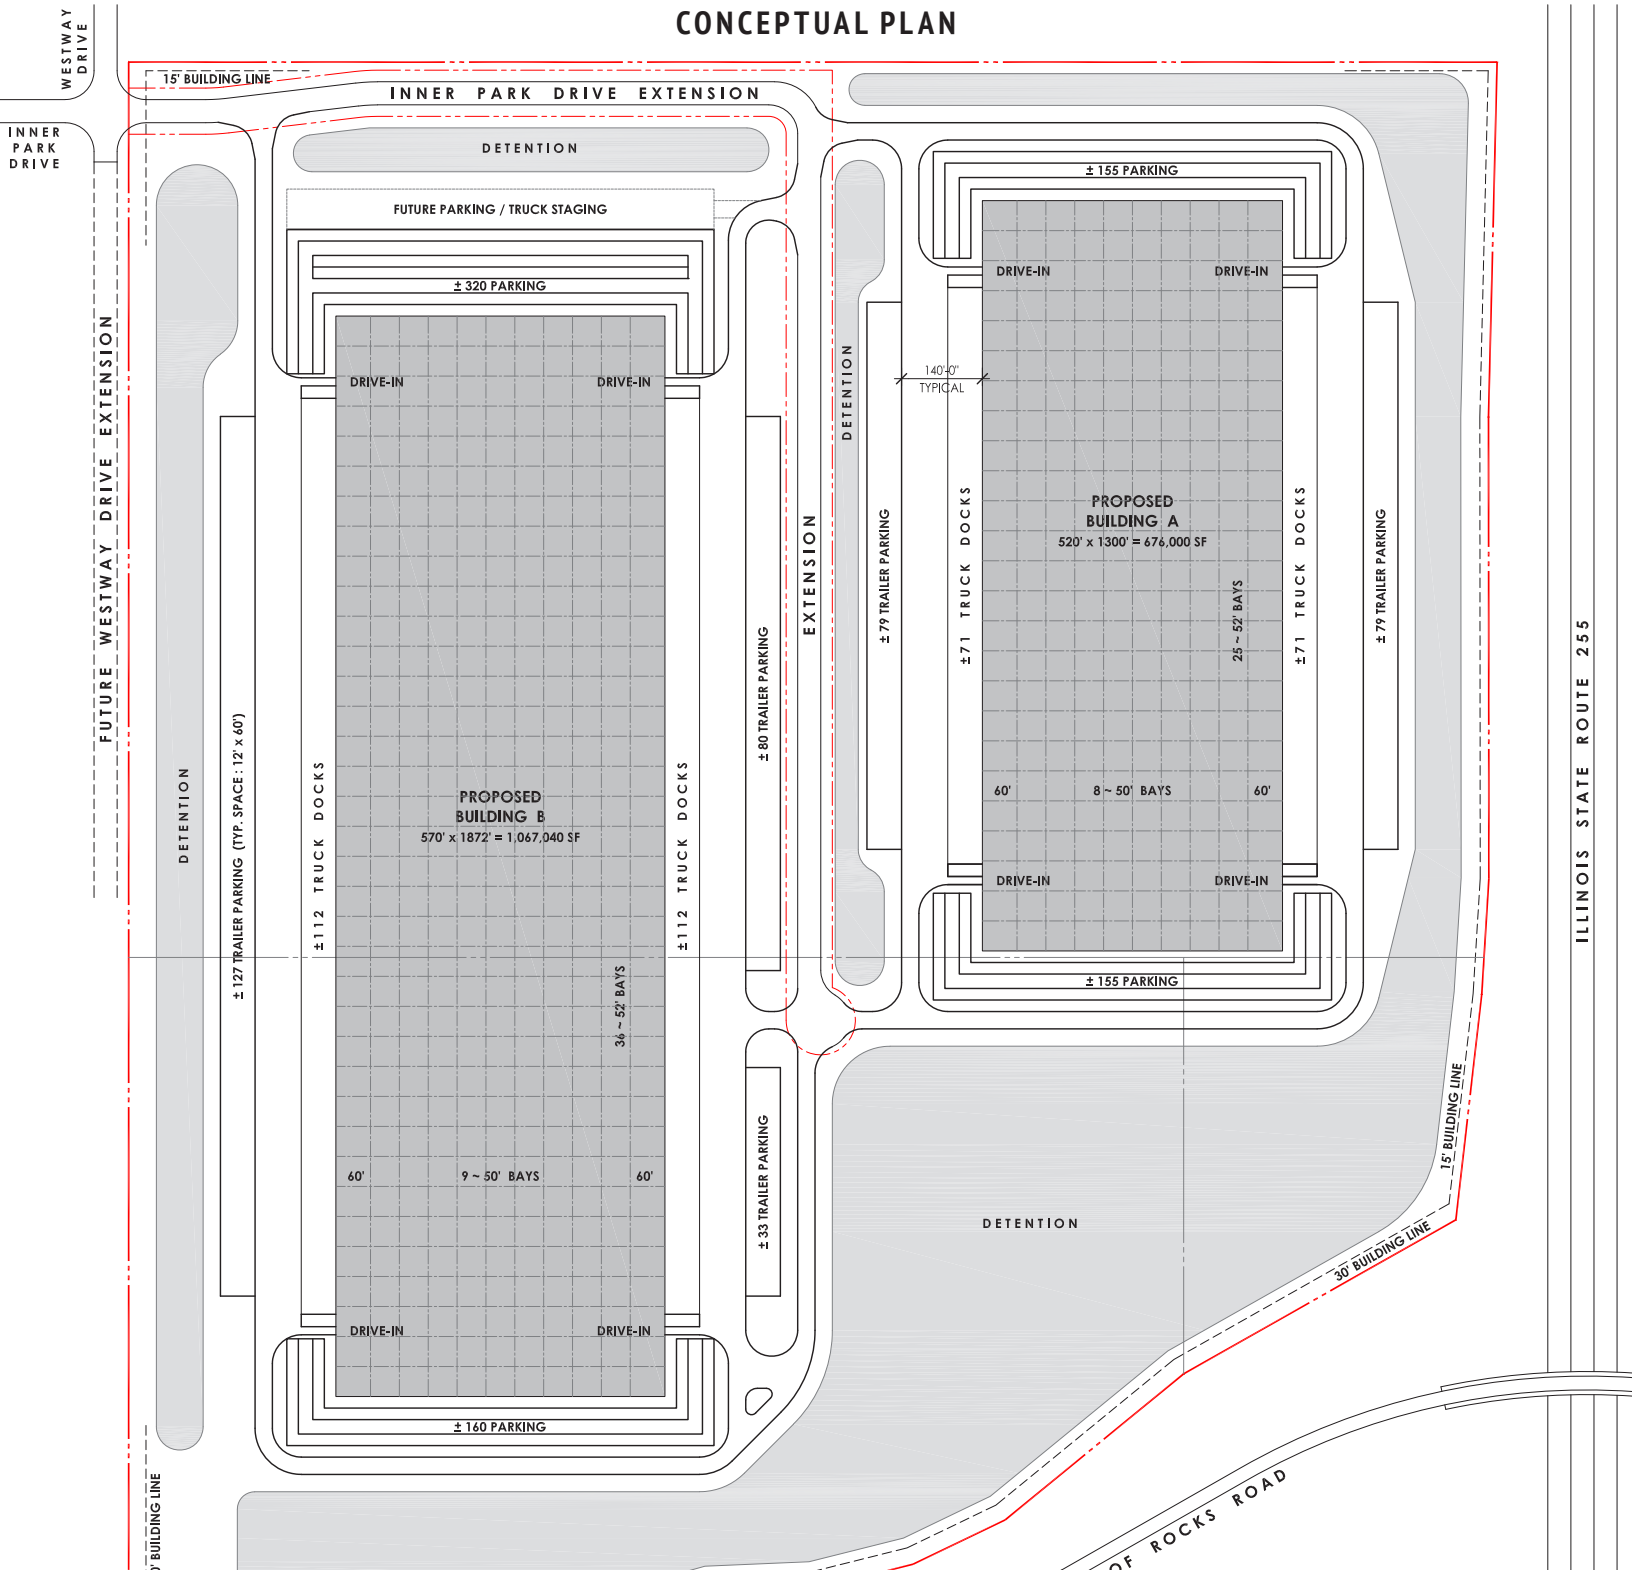 CONCEPTUAL PLAN
WESTWAY
DRIVE
15' BUILDING LINE
INNER PARK DRIVE EXTENSION
INNER
PARK
DRIVE
DETENTION
FUTURE PARKING / TRUCK STAGING
± 320 PARKING
± 155 PARKING
DRIVE-IN
DRIVE-IN
DRIVE-IN
DRIVE-IN
140'-0"
TYPICAL
FUTURE WESTWAY DRIVE EXTENSION
DETENTION
EXTENSION
± 79 TRAILER PARKING
±71 TRUCK DOCKS
PROPOSED
BUILDING A
520' x 1300' = 676,000 SF
25 ~ 52' BAYS
±71 TRUCK DOCKS
± 79 TRAILER PARKING
ILLINOIS STATE ROUTE 255
60'
8 ~ 50' BAYS
60'
DRIVE-IN
DRIVE-IN
± 155 PARKING
DETENTION
± 127 TRAILER PARKING (TYP. SPACE : 12' x 60')
±112 TRUCK DOCKS
PROPOSED
BUILDING B
570' x 1872' = 1,067,040 SF
±112 TRUCK DOCKS
± 80 TRAILER PARKING
36 ~ 52' BAYS
60'
9 ~ 50' BAYS
60'
± 33 TRAILER PARKING
DETENTION
15' BUILDING LINE
30' BUILDING LINE
DRIVE-IN
DRIVE-IN
± 160 PARKING
' BUILDING LINE
OF ROCKS ROAD